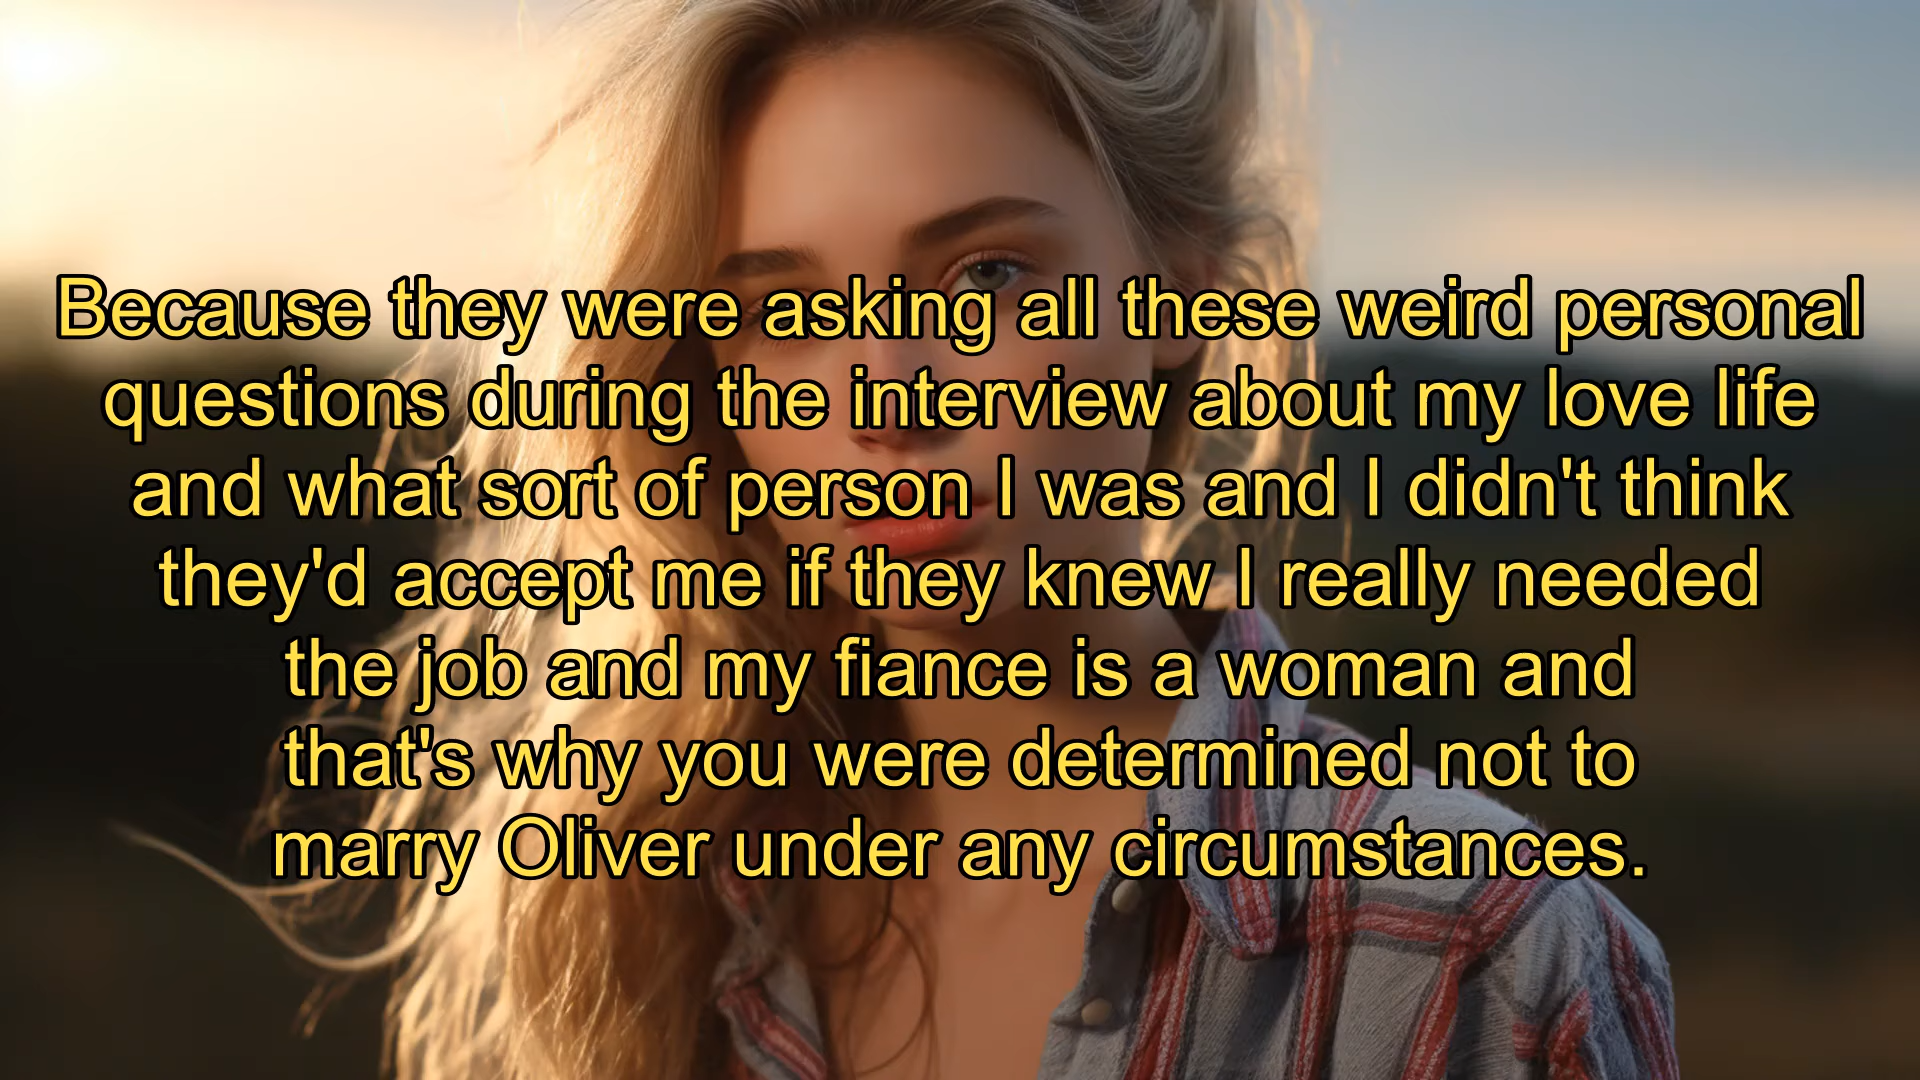 Because they were asking all these weird personal
questions during the interview about my love life
and what sort of person I was and I didn't think
they'd accept me if they knew I really needed
the job and my fiance is a woman and
that's why you were determined not to
marry Oliver under any circumstances.